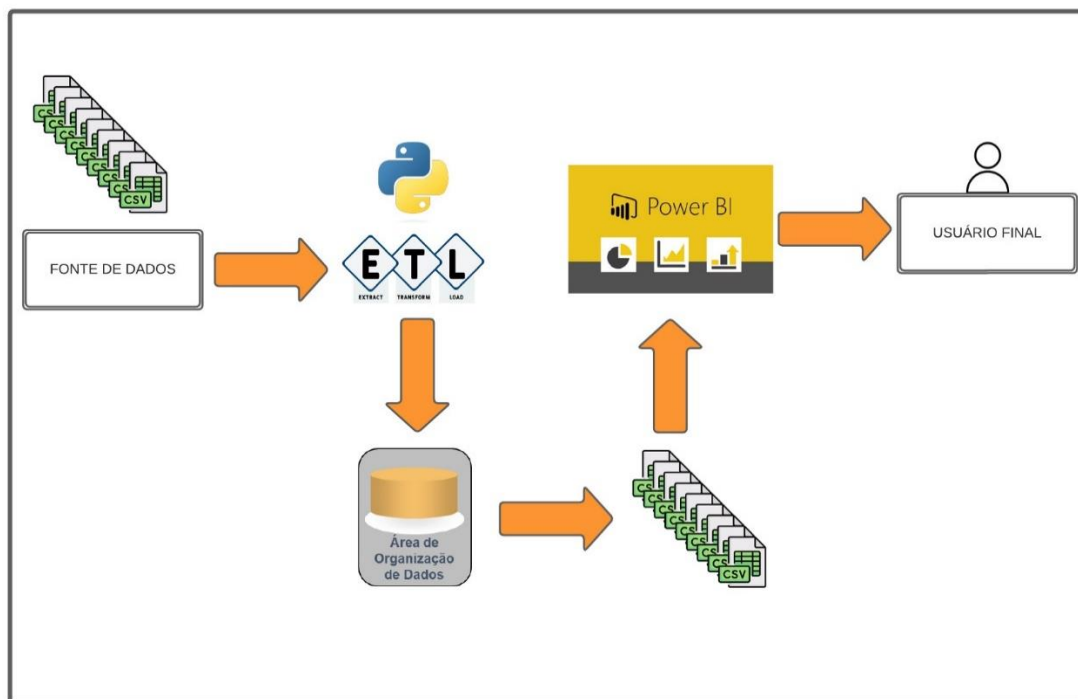 CSV
FONTE DE DADOS
E T L
EXTRACT TRANSFORM LOAD
Power BI
USUÁRIO FINAL
Área de
Organização
de Dados
CSV